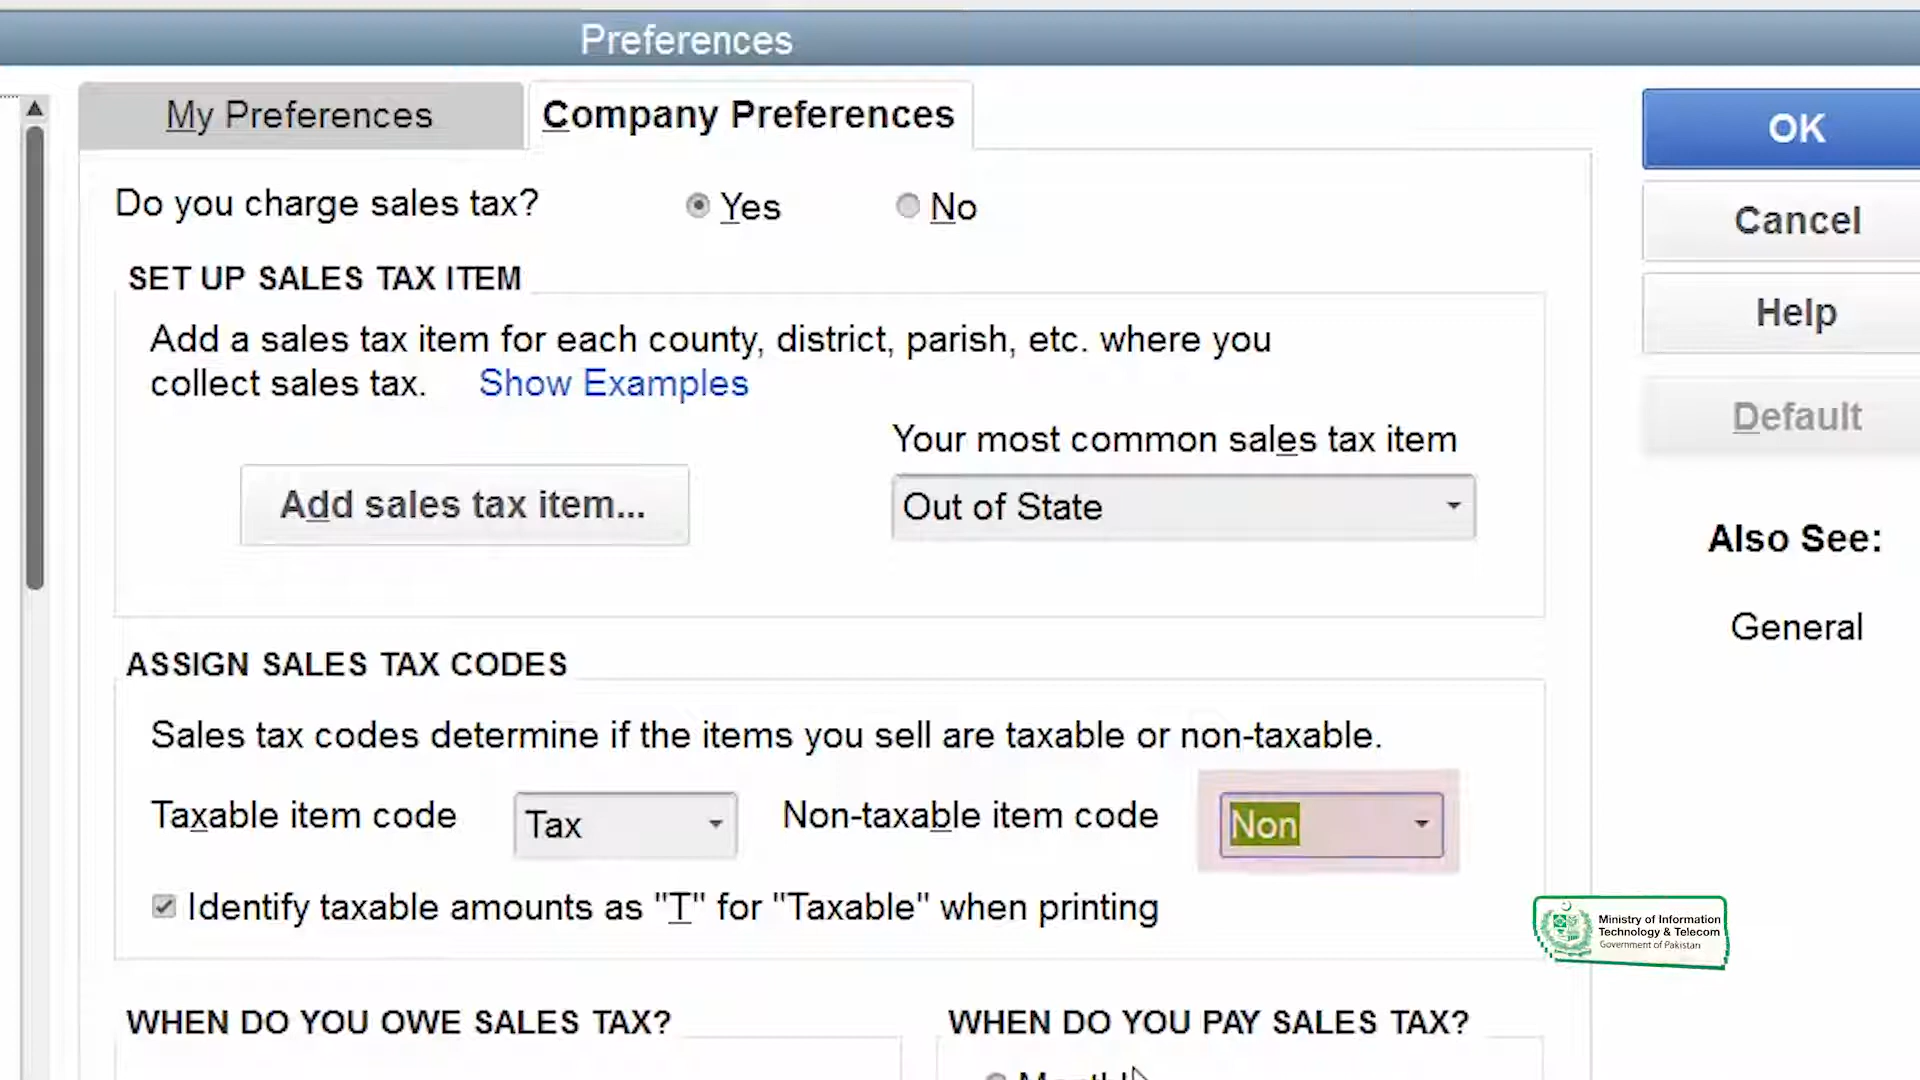 Preferences
My Preferences
Company Preferences
OK
Cancel
Help
Default
Also See:
General
Do you charge sales tax?
Yes
No
SET UP SALES TAX ITEM
Add a sales tax item for each county, district, parish, etc. where you
collect sales tax. Show Examples
Your most common sales tax item
Add sales tax item...
Out of State
ASSIGN SALES TAX CODES
Sales tax codes determine if the items you sell are taxable or non-taxable.
Taxable item code
Tax
Non-taxable item code
Non
Identify taxable amounts as "T" for "Taxable" when printing
Ministry of Information
Technology & Telecom
Government of Pakistan
WHEN DO YOU OWE SALES TAX?
WHEN DO YOU PAY SALES TAX?